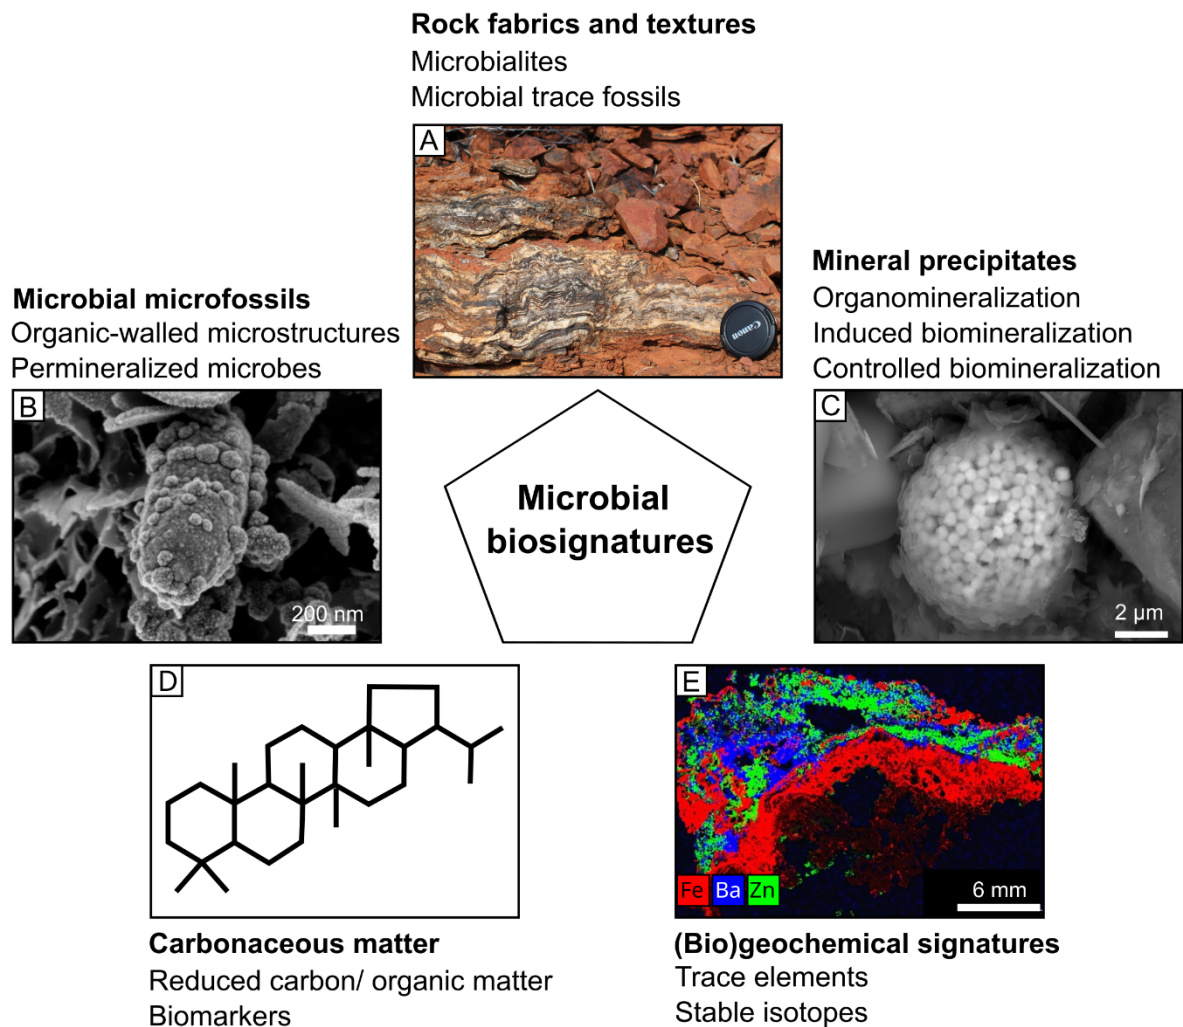 Rock fabrics and textures
Microbialites
Microbial trace fossils
A
Canon
Microbial microfossils
Organic-walled microstructures
Permineralized microbes
B
200 nm
Mineral precipitates
Organomineralization
Induced biomineralization
Controlled biomineralization
C
2 µm
Microbial
biosignatures
D
Carbonaceous matter
Reduced carbon/ organic matter
Biomarkers
E
Fe Ba Zn
6 mm
(Bio)geochemical signatures
Trace elements
Stable isotopes